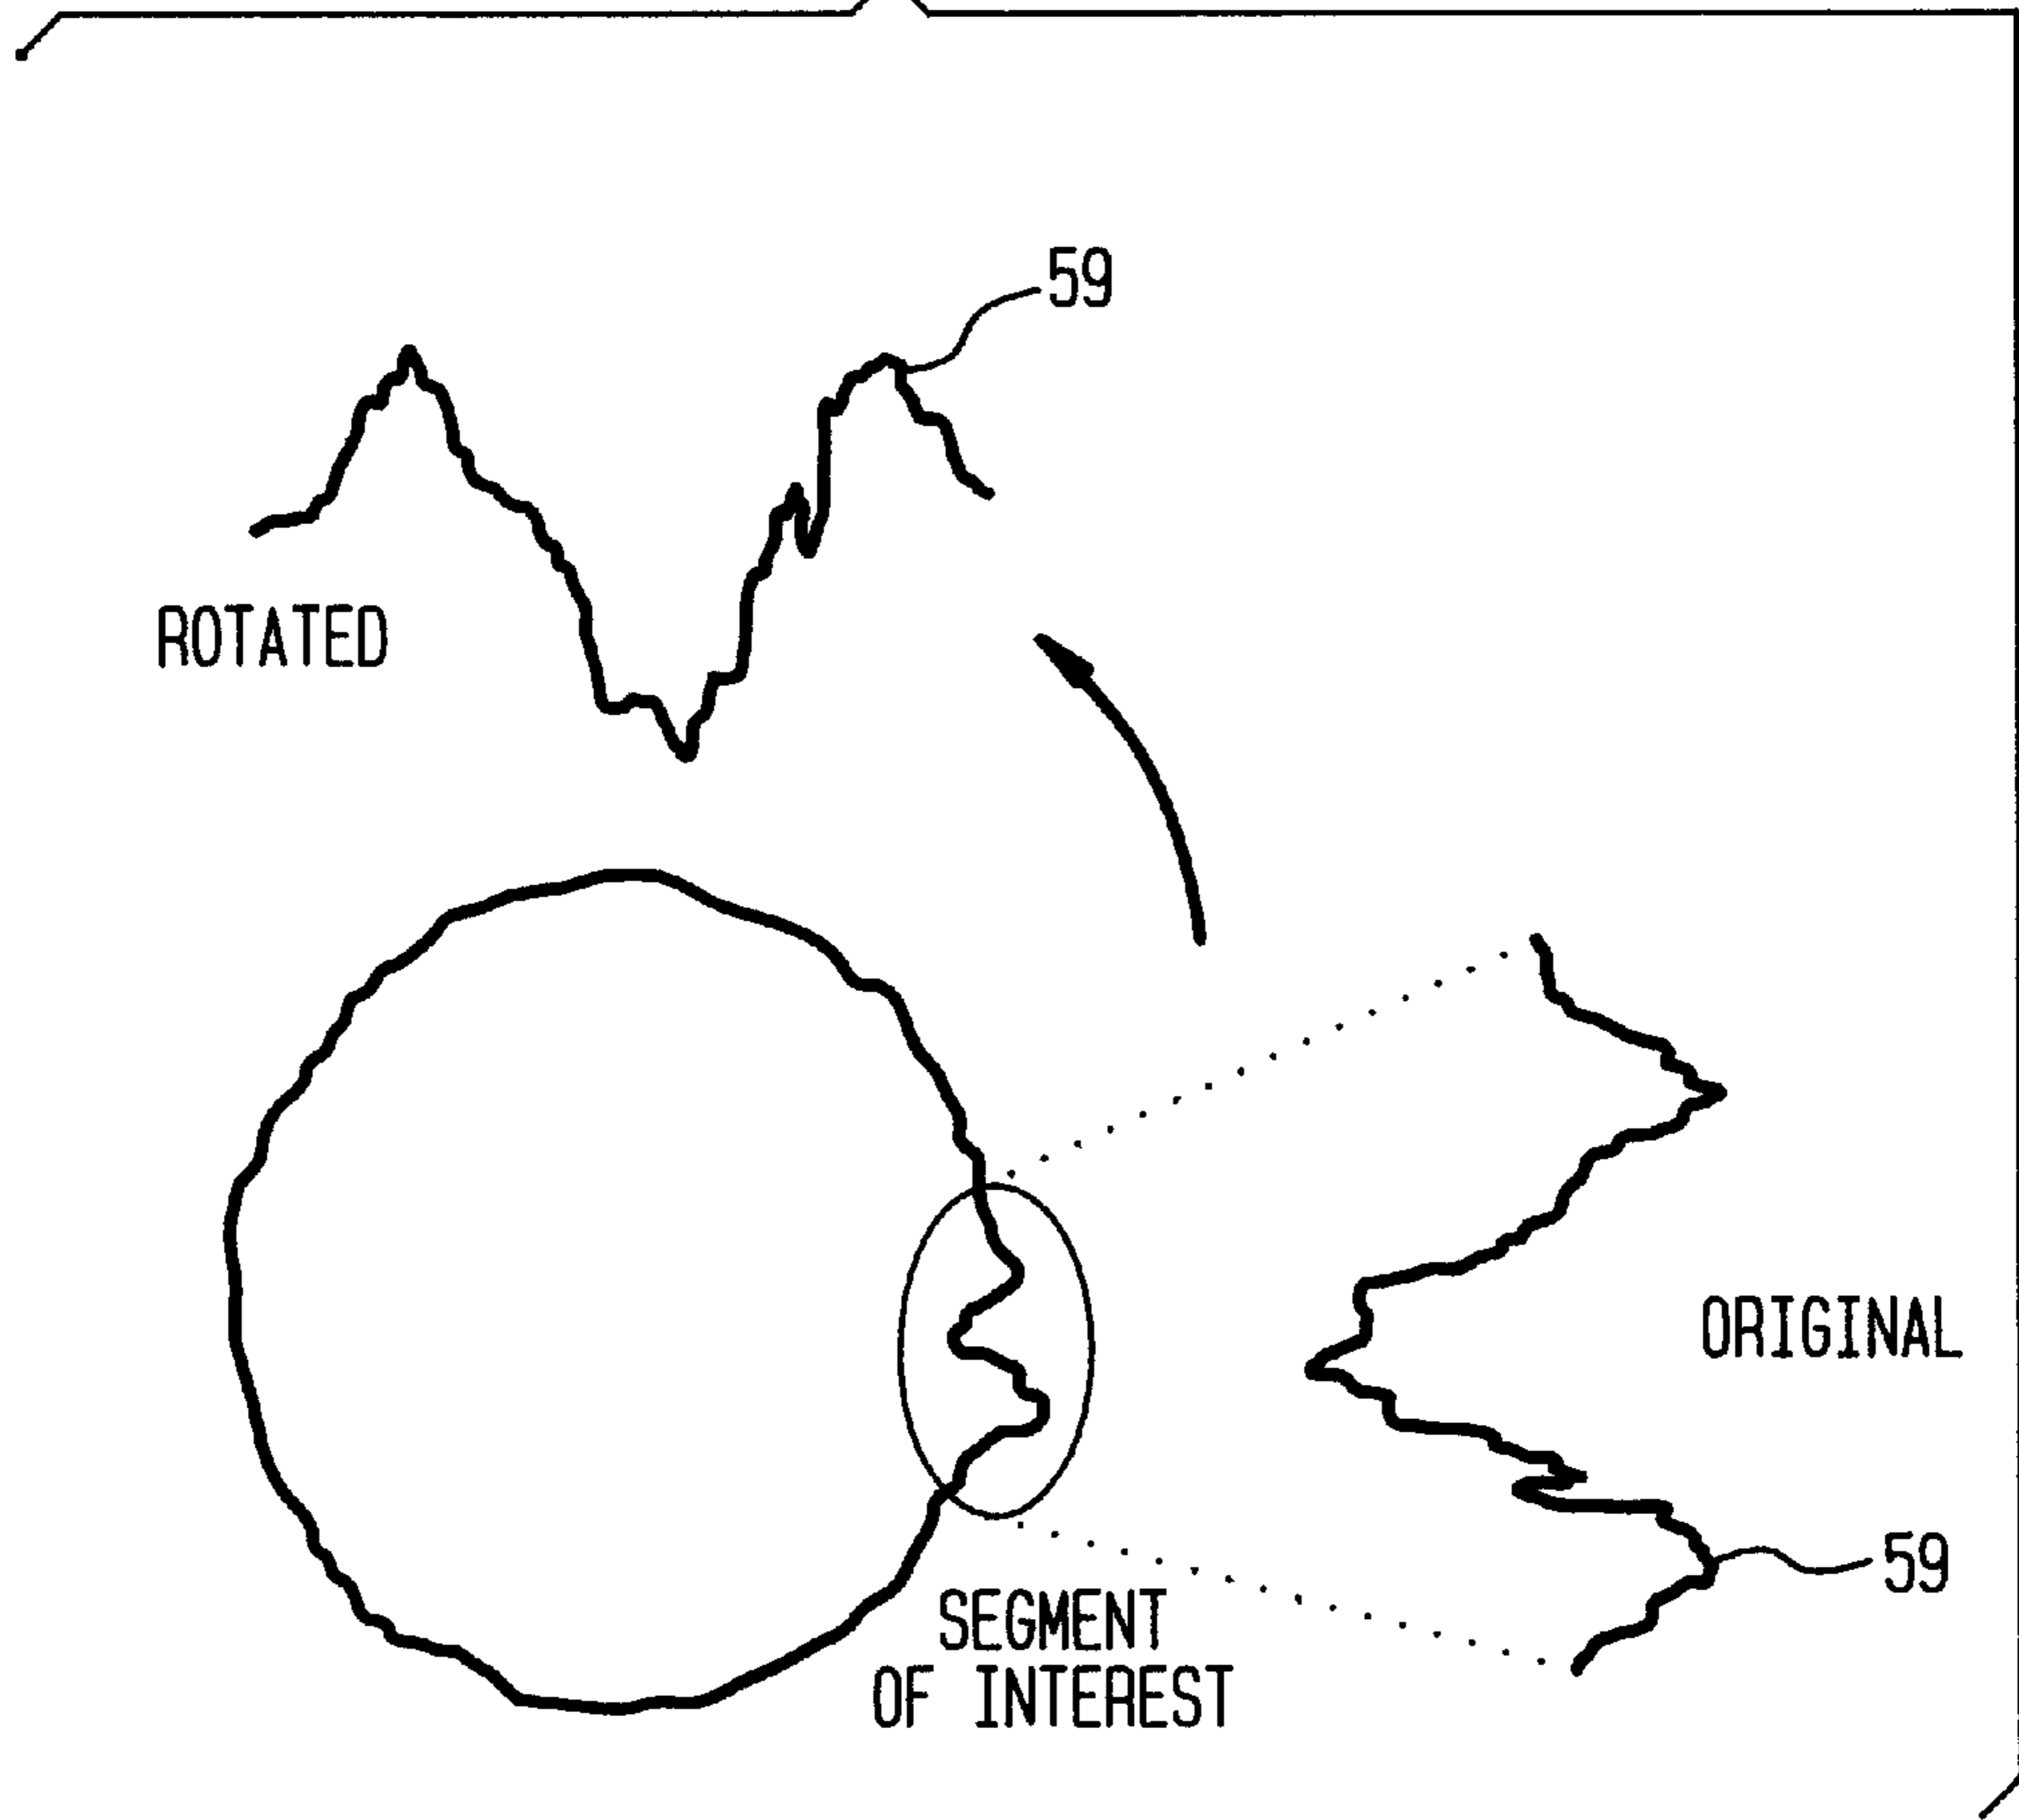 59
ROTATED
ORIGINAL
59
SEGMENT
OF INTEREST